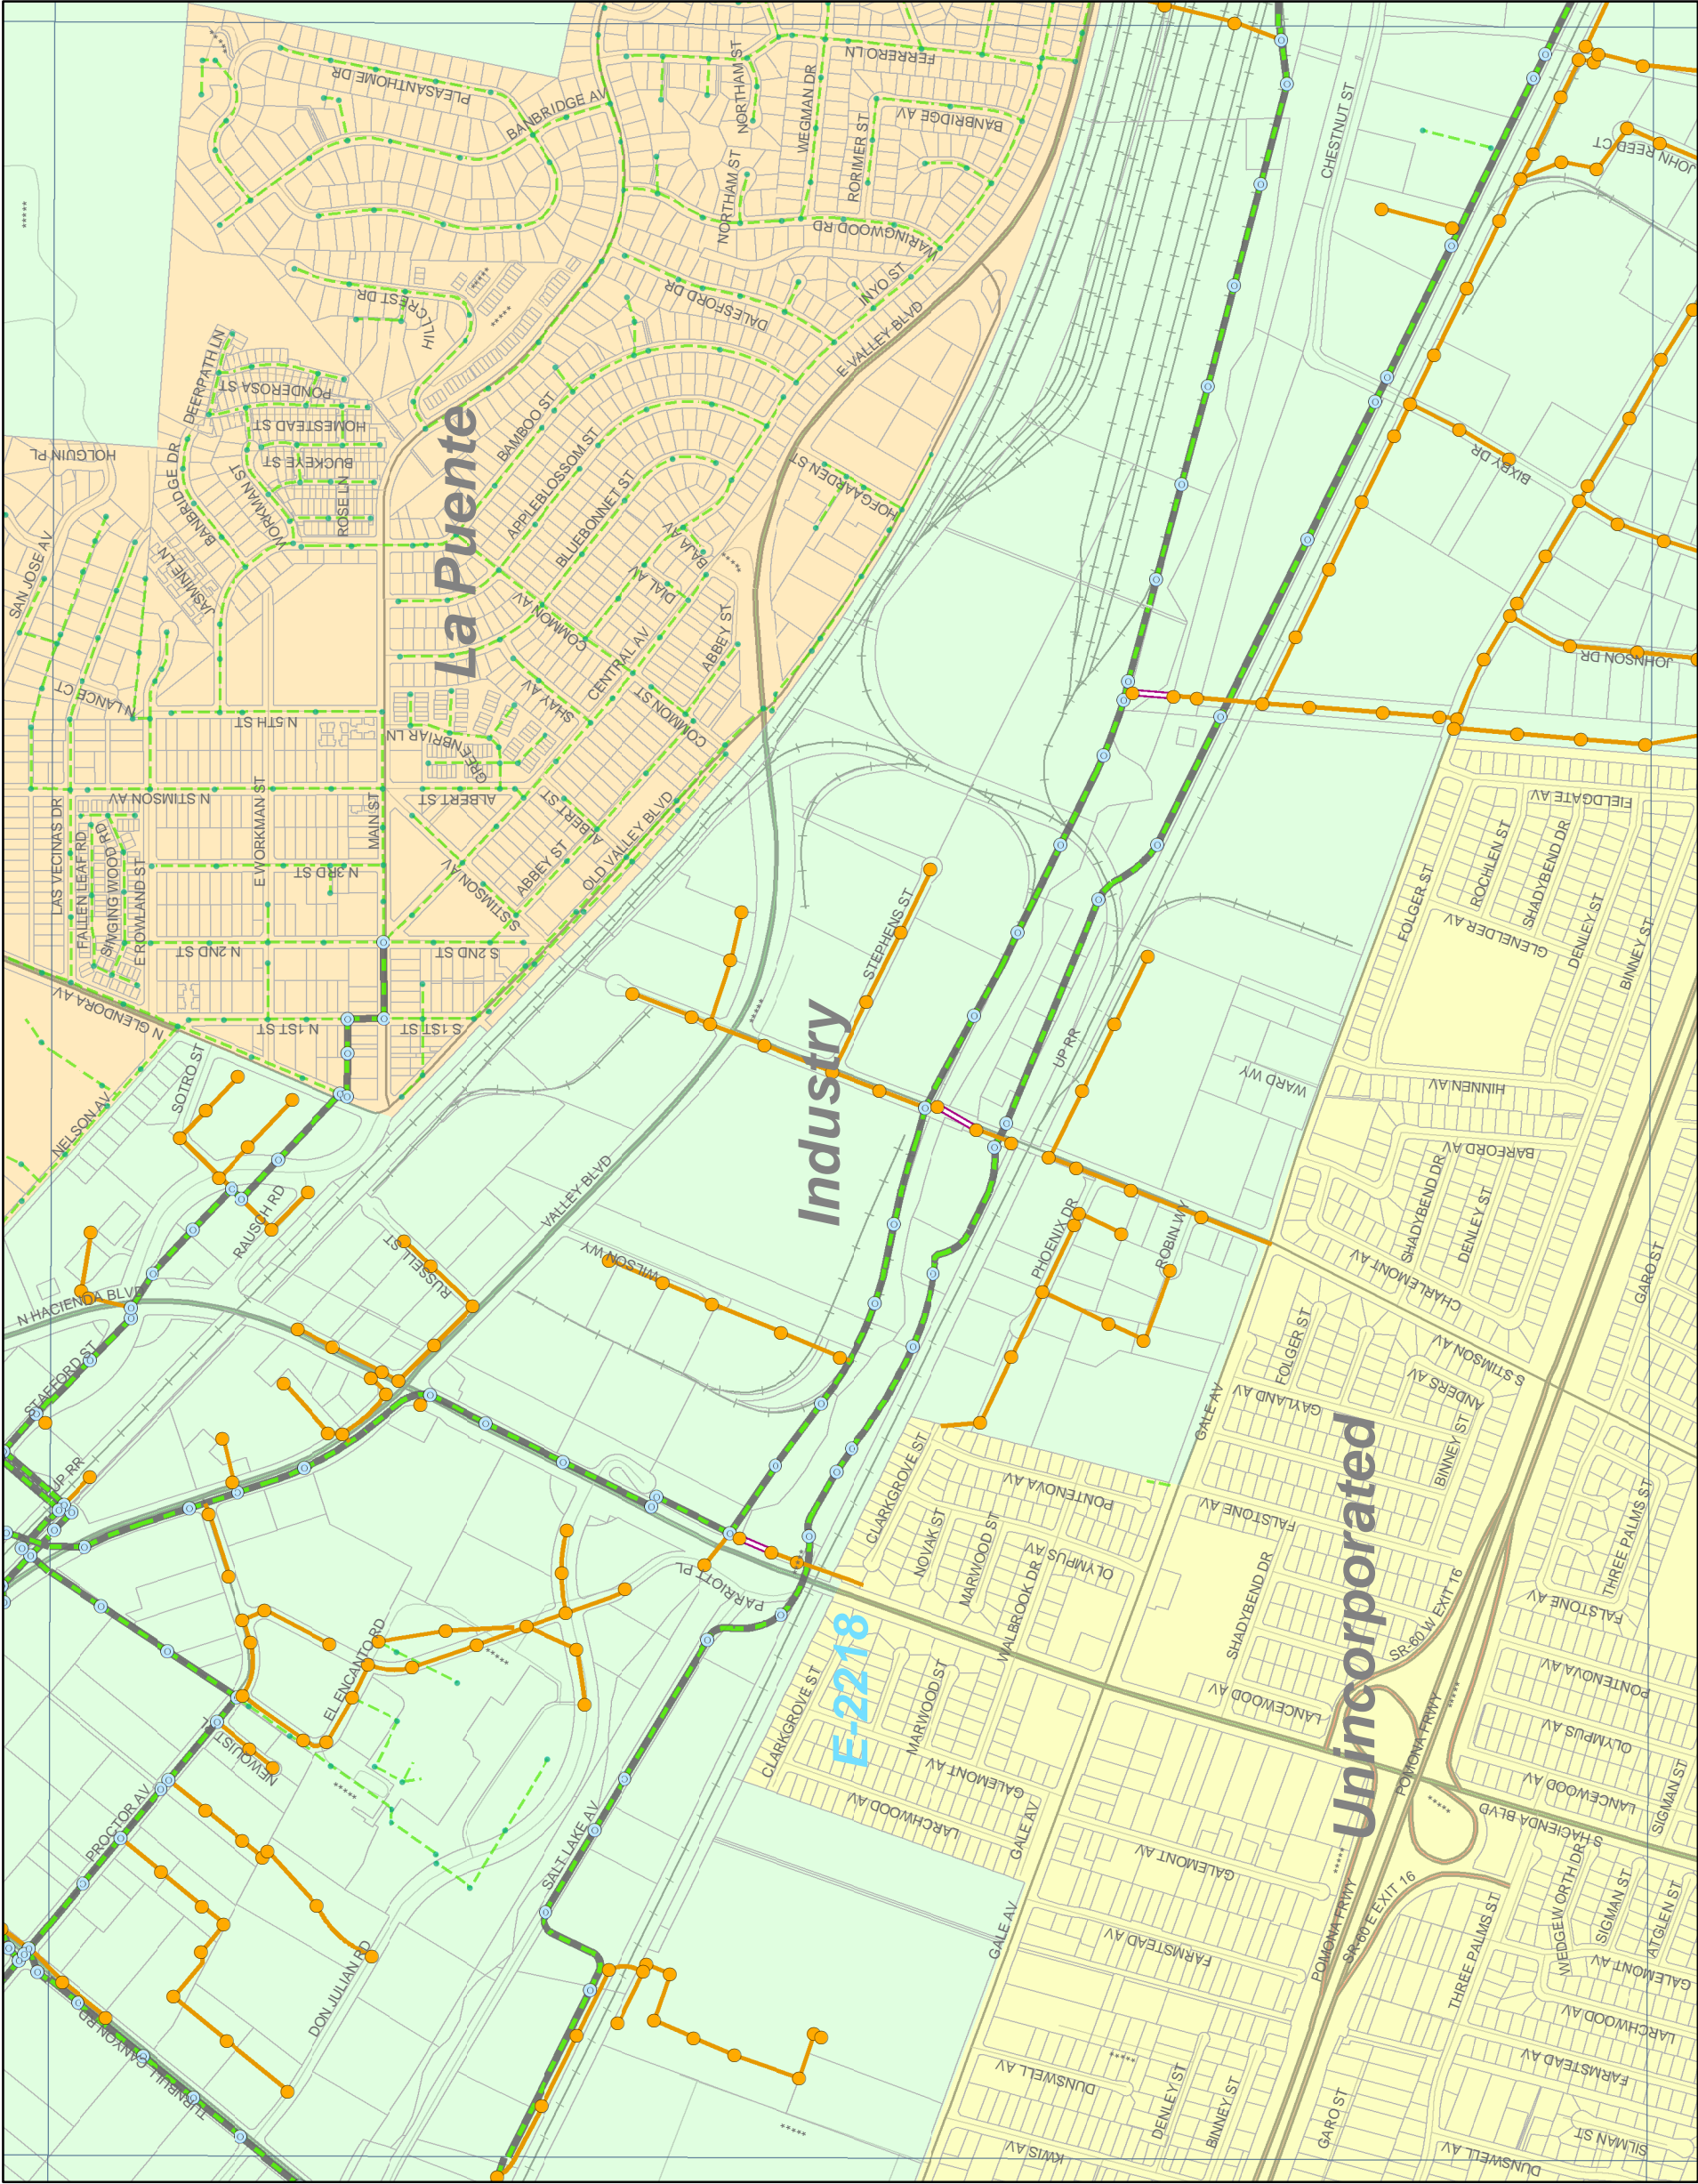 PLEASANTHOME DR
BANBRIDGE AV
NORTHAM ST
WEGMAN DR
FERRERO LN
BANBRIDGE AV
RORIMER ST
NORTHAM ST
WARINGWOOD RD
CHESTNUT ST
JOHN REED CT
HILLCREST DR
DALESFORD DR
INYO ST
E VALLEY BLVD
DEERPATH LN
PONDEROSA ST
HOMESTEAD ST
BUCKEYE ST
ROSE LN
HOLGUIN PL
BANBRIDGE DR
WORKMAN ST
JASMINE LN
SAN JOSE AV
La Puente
BAMBOO ST
APPLEBLOSSOM ST
BLUEBONNET ST
HOFGAARDEN ST
BIXBY DR
BAJA AV
DIAL AV
COMMON AV
CENTRAL AV
ABBEY ST
SHAY AV
COMMON ST
JOHNSON DR
N LANCE CT
N 5TH ST
GREENBRIAR LN
N STIMSON AV
ALBERT ST
ALBERT ST
LAS VECINAS DR
FALLEN LEAF RD
SINGING WOOD RD
E ROWLAND ST
E WORKMAN ST
MAIN ST
N 3RD ST
STIMSON AV
ABBEY ST
OLD VALLEY BLVD
N 2ND ST
S 2ND ST
N GLENDORA AV
N 1ST ST
S 1ST ST
STEPHENS ST
FIELDGATE AV
ROCHLEN ST
SHADYBEND DR
FOLGER ST
GLENELDER AV
DENLEY ST
BINNEY ST
SOTRO ST
NELSON AV
Industry
UP RR
WARD WY
HINNEN AV
BARFORD AV
RAUSCH RD
VALLEY BLVD
RUSSELL ST
WILSON WY
PHOENIX DR
ROBIN WY
SHADYBEND DR
DENLEY ST
CHARLEMONT AV
GARO ST
N HACIENDA BLVD
STAFFORD ST
FOLGER ST
S STIMSON AV
GAYLAND AV
ANDERS AV
GALE AV
BINNEY ST
UP RR
CLARKGROVE ST
PONTENOVA AV
NOVAK ST
MARWOOD ST
OLYMPUS AV
WALBROOK DR
FALSTONE AV
SHADYBEND DR
Unincorporated
THREE PALMS ST
FALSTONE AV
SR-60 W EXIT 16
PARRIOTT PL
EL ENCANTO RD
E-2218
CLARKGROVE ST
MARWOOD ST
GALEMONT AV
LARCHWOOD AV
GALE AV
LANCEWOOD AV
POMONA FRWY
PONTENOVA AV
OLYMPUS AV
LANCEWOOD AV
SIGMAN ST
S HACIENDA BLVD
NEWQUIST PL
PROCTOR AV
SALT LAKE AV
DON JULIAN RD
TURNBULL CANYON RD
GALE AV
GALEMONT AV
FARMSTEAD AV
POMONA FRWY
SR-60 E EXIT 16
THREE PALMS ST
WEDGEWORTH DR
SIGMAN ST
ATGLEN ST
GALEMONT AV
LARCHWOOD AV
FARMSTEAD AV
DUNSWELL AV
DENLEY ST
BINNEY ST
GARO ST
KWIS AV
SILMAN ST
DUNSWELL AV